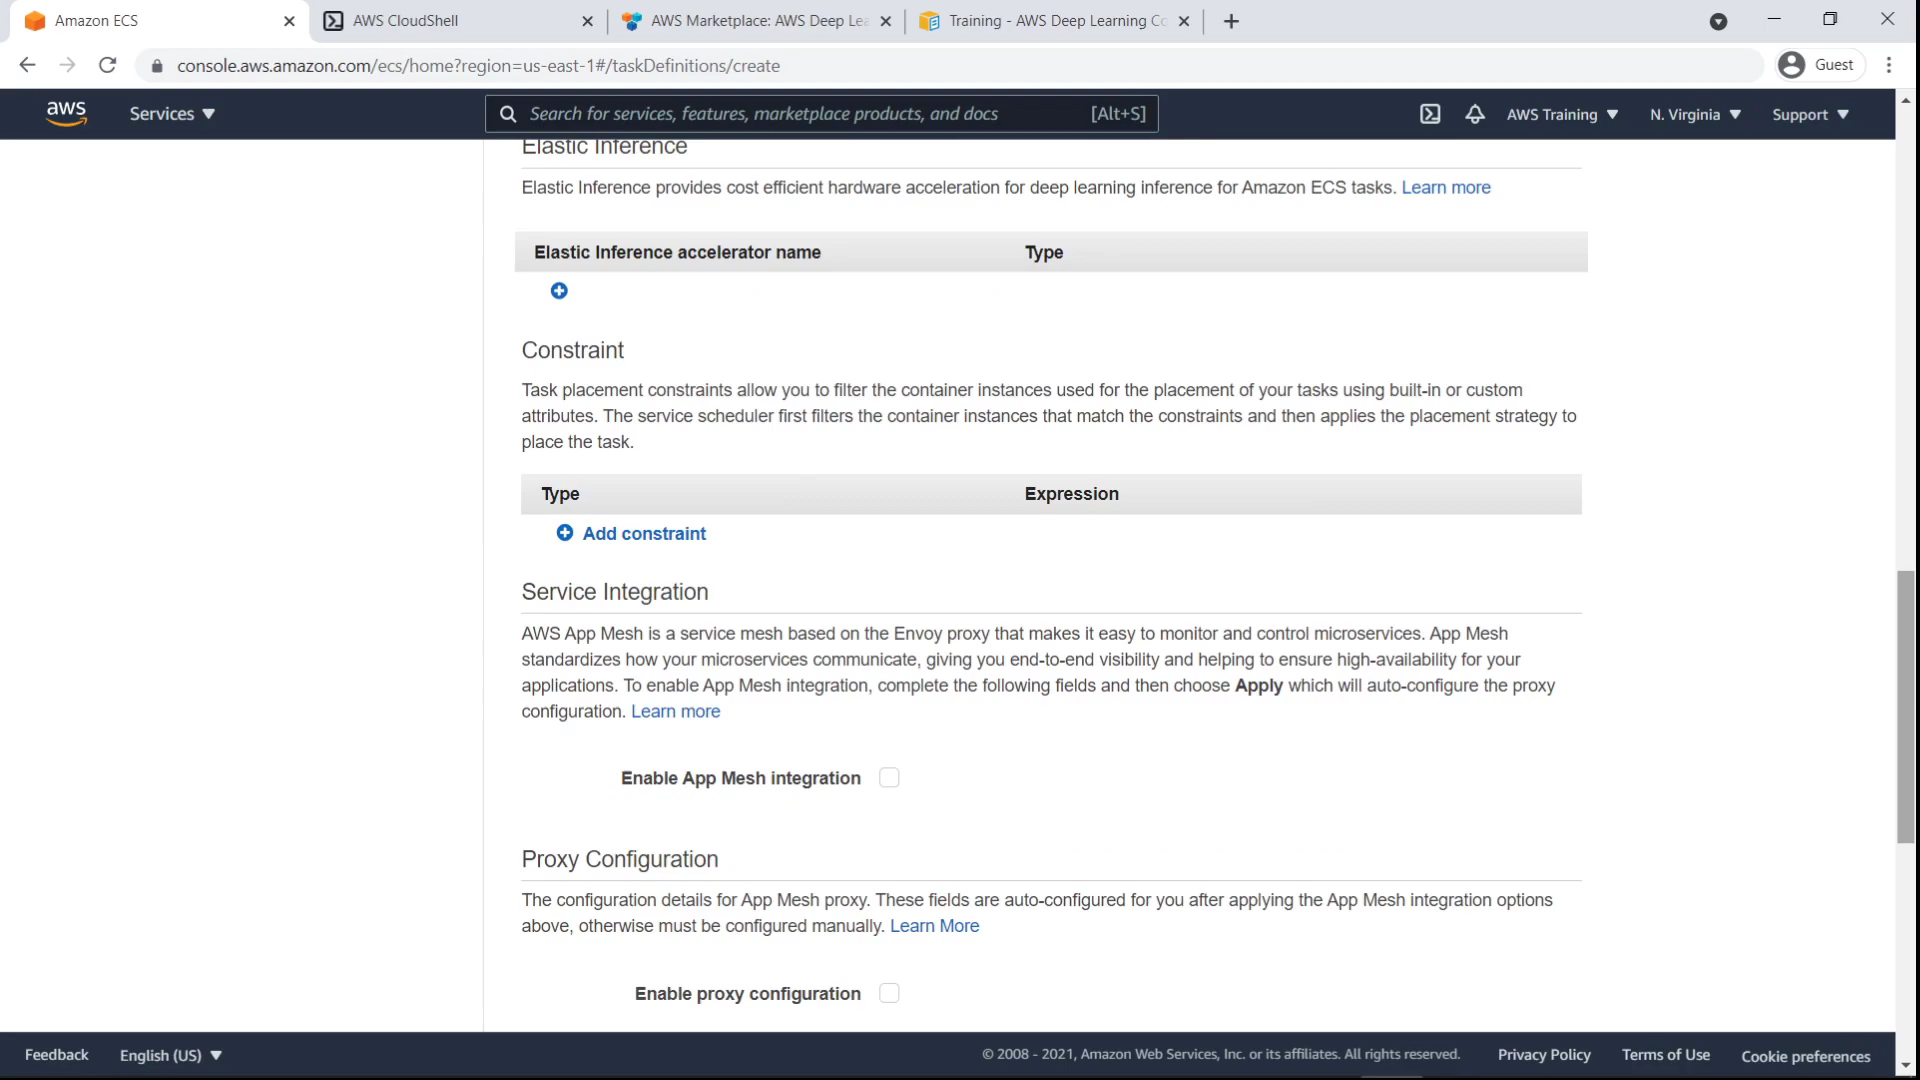 Amazon ECS
AWS CloudShell
AWS Marketplace: AWS Deep Lea
Training - AWS Deep Learning Co
console.aws.amazon.com/ecs/home?region=us-east-1#/taskDefinitions/create
Guest
aws
Services
Search for services, features, marketplace products, and docs
[Alt+S]
AWS Training
N. Virginia
Support
Elastic Inference
Elastic Inference provides cost efficient hardware acceleration for deep learning inference for Amazon ECS tasks. Learn more
Elastic Inference accelerator name
Type
Constraint
Task placement constraints allow you to filter the container instances used for the placement of your tasks using built-in or custom
attributes. The service scheduler first filters the container instances that match the constraints and then applies the placement strategy to
place the task.
Type
Expression
Add constraint
Service Integration
AWS App Mesh is a service mesh based on the Envoy proxy that makes it easy to monitor and control microservices. App Mesh
standardizes how your microservices communicate, giving you end-to-end visibility and helping to ensure high-availability for your
applications. To enable App Mesh integration, complete the following fields and then choose Apply which will auto-configure the proxy
configuration. Learn more
Enable App Mesh integration
Proxy Configuration
The configuration details for App Mesh proxy. These fields are auto-configured for you after applying the App Mesh integration options
above, otherwise must be configured manually. Learn More
Enable proxy configuration
Feedback
English (US)
© 2008 - 2021, Amazon Web Services, Inc. or its affiliates. All rights reserved.
Privacy Policy
Terms of Use
Cookie preferences